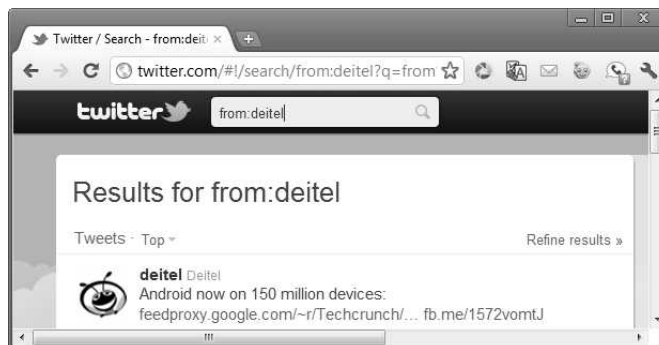 Twitter / Search - from:deit
twitter.com/#!/search/from:deitel?q=from
twitter
from:deitel
Results for from:deitel
Tweets · Top
Refine results »
deitel Deitel
Android now on 150 million devices:
feedproxy.google.com/~r/Techcrunch/… fb.me/1572vomtJ